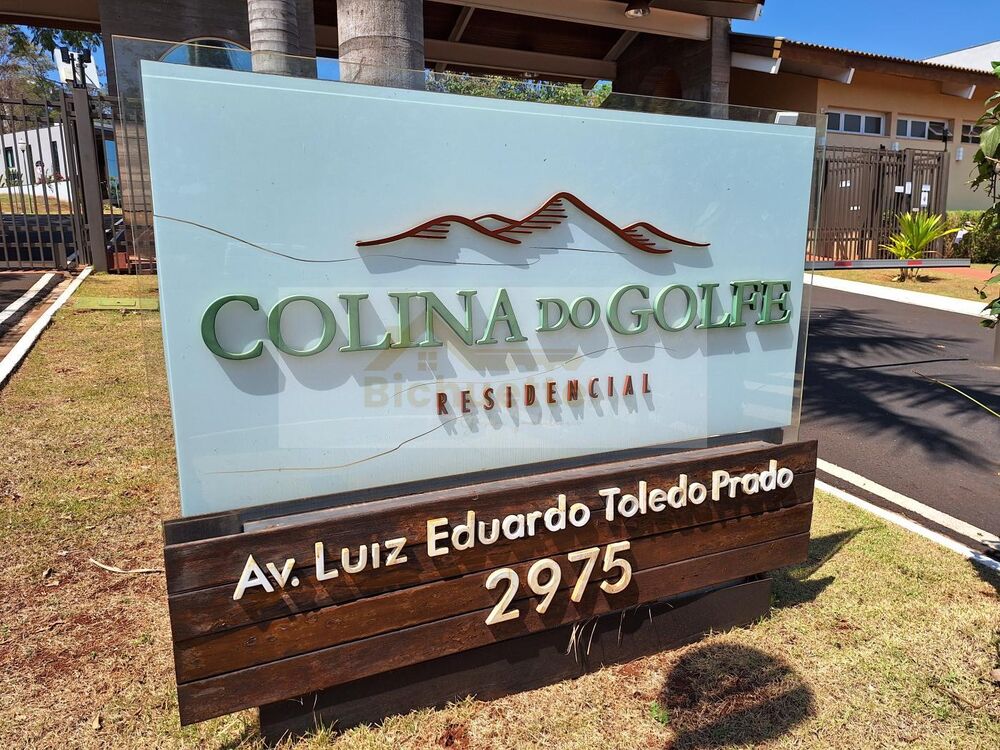 COLINA DO GOLFE
RESIDENCIAL
Av. Luiz Eduardo Toledo Prado
2975